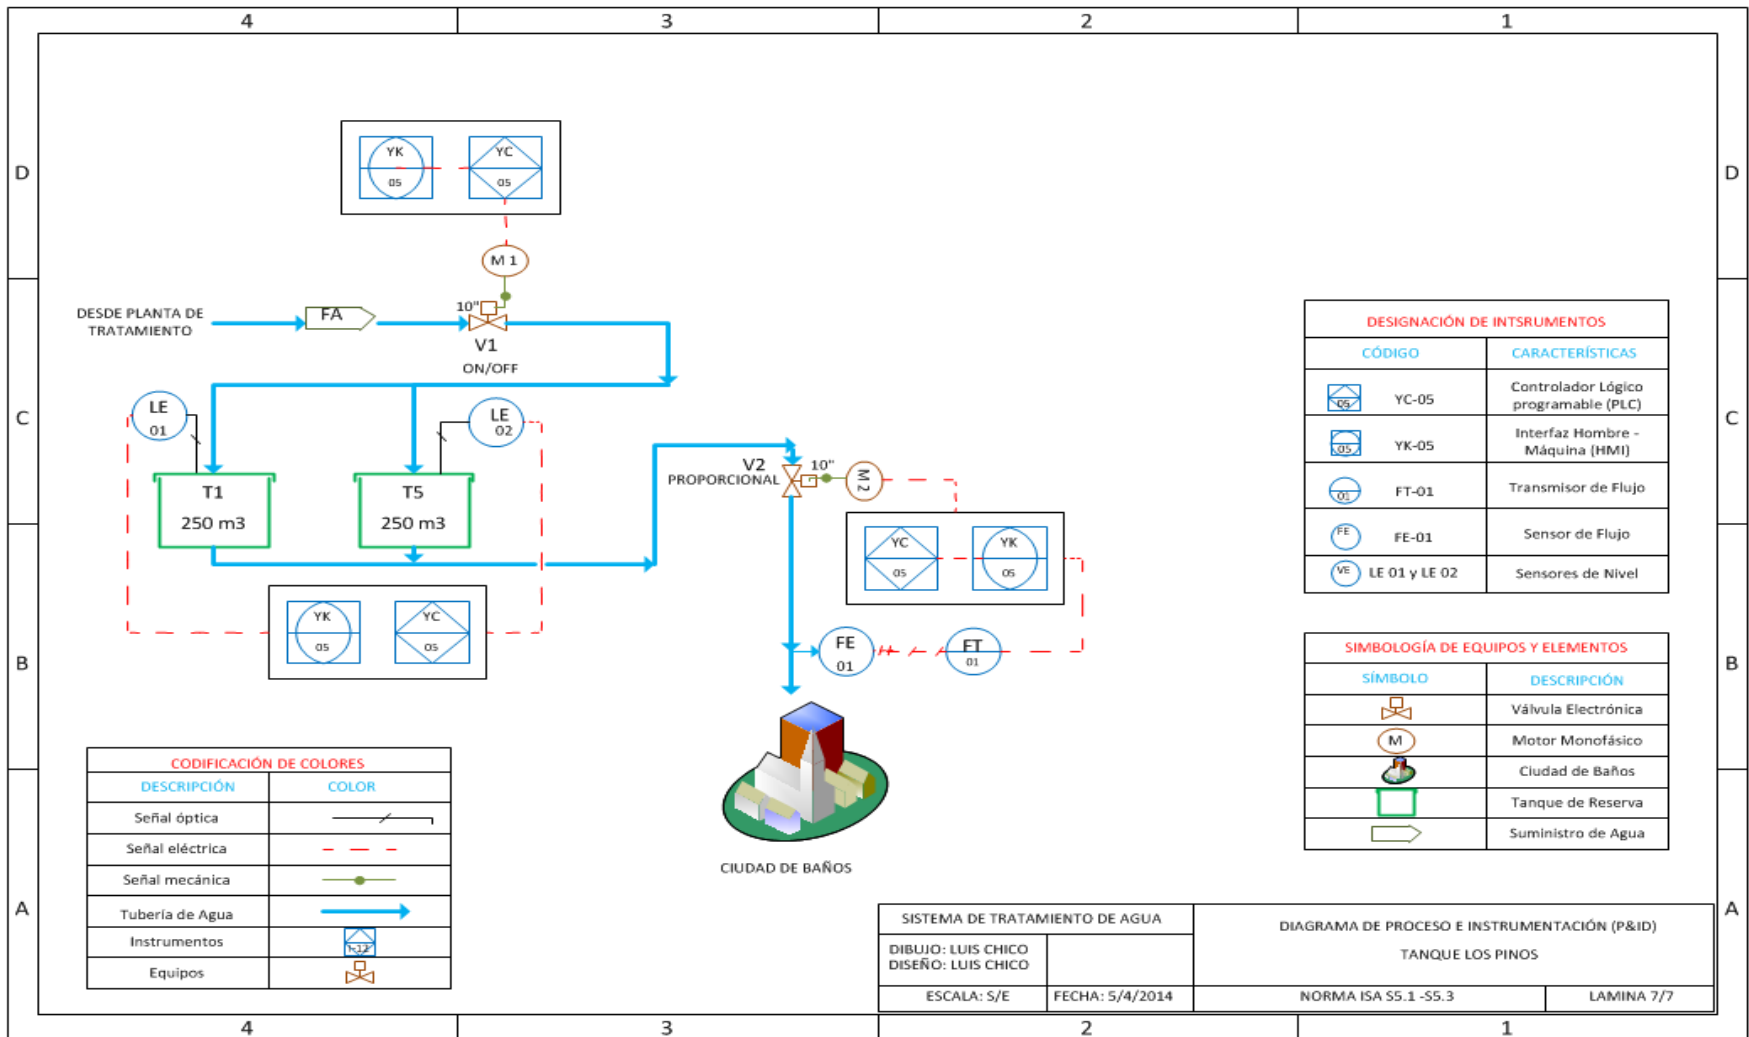 4 3 2 1
D D
C C
B B
A A
YK
05
YC
05
M 1
DESDE PLANTA DE
TRATAMIENTO
FA
10"
V1
ON/OFF
LE
01
LE
02
T1
250 m3
T5
250 m3
V2
PROPORCIONAL
10"
M 2
YC
05
YK
05
YK
05
YC
05
FE
01
FT
01
CIUDAD DE BAÑOS
DESIGNACIÓN DE INTSRUMENTOS
CÓDIGO CARACTERÍSTICAS
05 YC-05 Controlador Lógico
programable (PLC)
05 YK-05 Interfaz Hombre -
Máquina (HMI)
01 FT-01 Transmisor de Flujo
FE FE-01 Sensor de Flujo
VE LE 01 y LE 02 Sensores de Nivel
SIMBOLOGÍA DE EQUIPOS Y ELEMENTOS
SÍMBOLO DESCRIPCIÓN
Válvula Electrónica
M Motor Monofásico
Ciudad de Baños
Tanque de Reserva
Suministro de Agua
CODIFICACIÓN DE COLORES
DESCRIPCIÓN COLOR
Señal óptica
Señal eléctrica
Señal mecánica
Tubería de Agua
Instrumentos
Equipos
SISTEMA DE TRATAMIENTO DE AGUA
DIBUJO: LUIS CHICO
DISEÑO: LUIS CHICO
ESCALA: S/E FECHA: 5/4/2014
DIAGRAMA DE PROCESO E INSTRUMENTACIÓN (P&ID)
TANQUE LOS PINOS
NORMA ISA S5.1 -S5.3 LAMINA 7/7
4 3 2 1